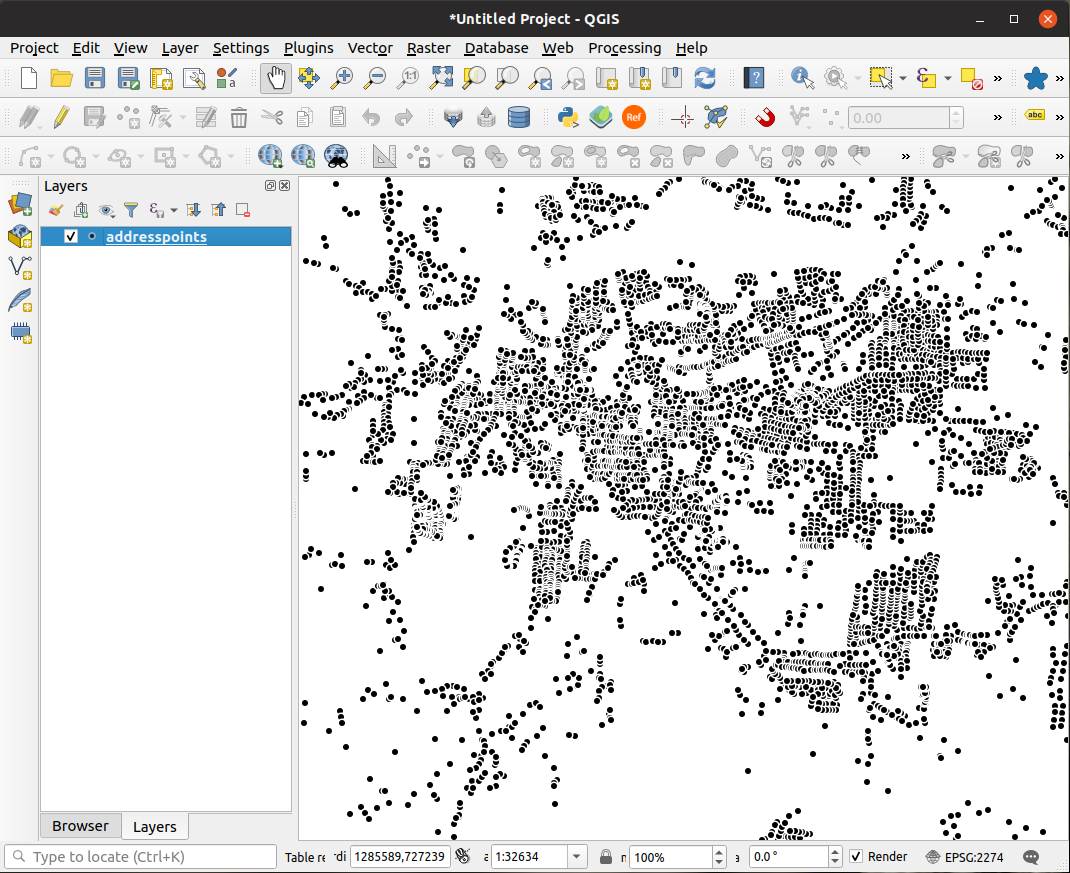 *Untitled Project - QGIS
Project Edit View Layer Settings Plugins Vector Raster Database Web Processing Help
1:1
a
?
ε
»
Ref
0.00
»
abc
»
»
»
Layers
ε
addresspoints
Browser
Layers
Type to locate (Ctrl+K)
Table re
di
1285589,727239
1:32634
100%
0.0 °
Render
EPSG:2274